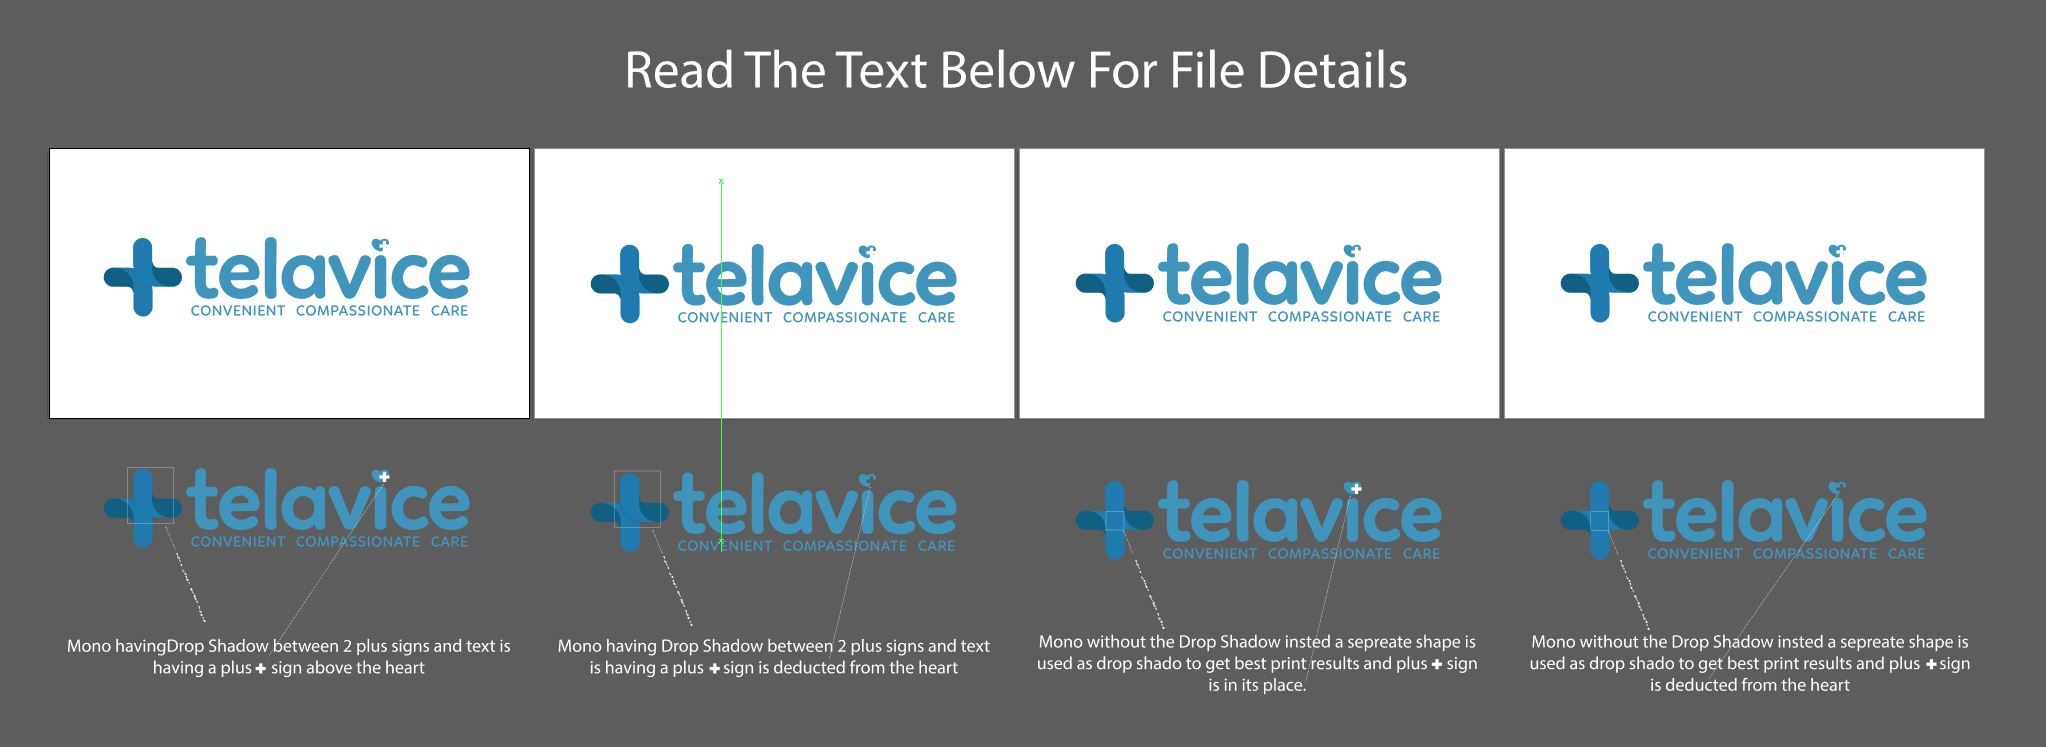 Read The Text Below For File Details
telavice
CONVENIENT COMPASSIONATE CARE
telavice
CONVENIENT COMPASSIONATE CARE
telavice
CONVENIENT COMPASSIONATE CARE
telavice
CONVENIENT COMPASSIONATE CARE
telavice
CONVENIENT COMPASSIONATE CARE
telavice
CONVENIENT COMPASSIONATE CARE
telavice
CONVENIENT COMPASSIONATE CARE
telavice
CONVENIENT COMPASSIONATE CARE
Mono havingDrop Shadow between 2 plus signs and text is
having a plus + sign above the heart
Mono having Drop Shadow between 2 plus signs and text
is having a plus + sign is deducted from the heart
Mono without the Drop Shadow insted a sepreate shape is
used as drop shado to get best print results and plus + sign
is in its place.
Mono without the Drop Shadow insted a sepreate shape is
used as drop shado to get best print results and plus + sign
is deducted from the heart